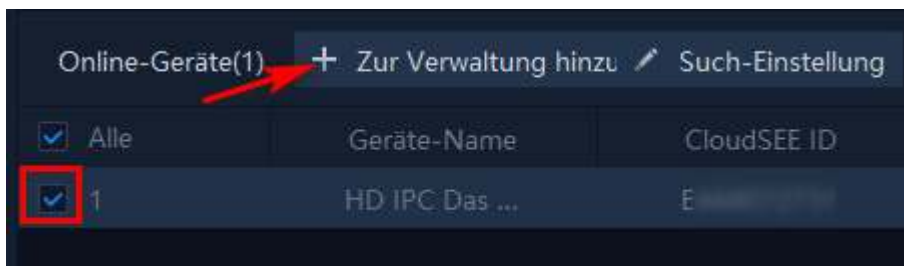 Online-Geräte(1) + Zur Verwaltung hinzu Such-Einstellung
Alle Geräte-Name CloudSEE ID
1 HD IPC Das ... E